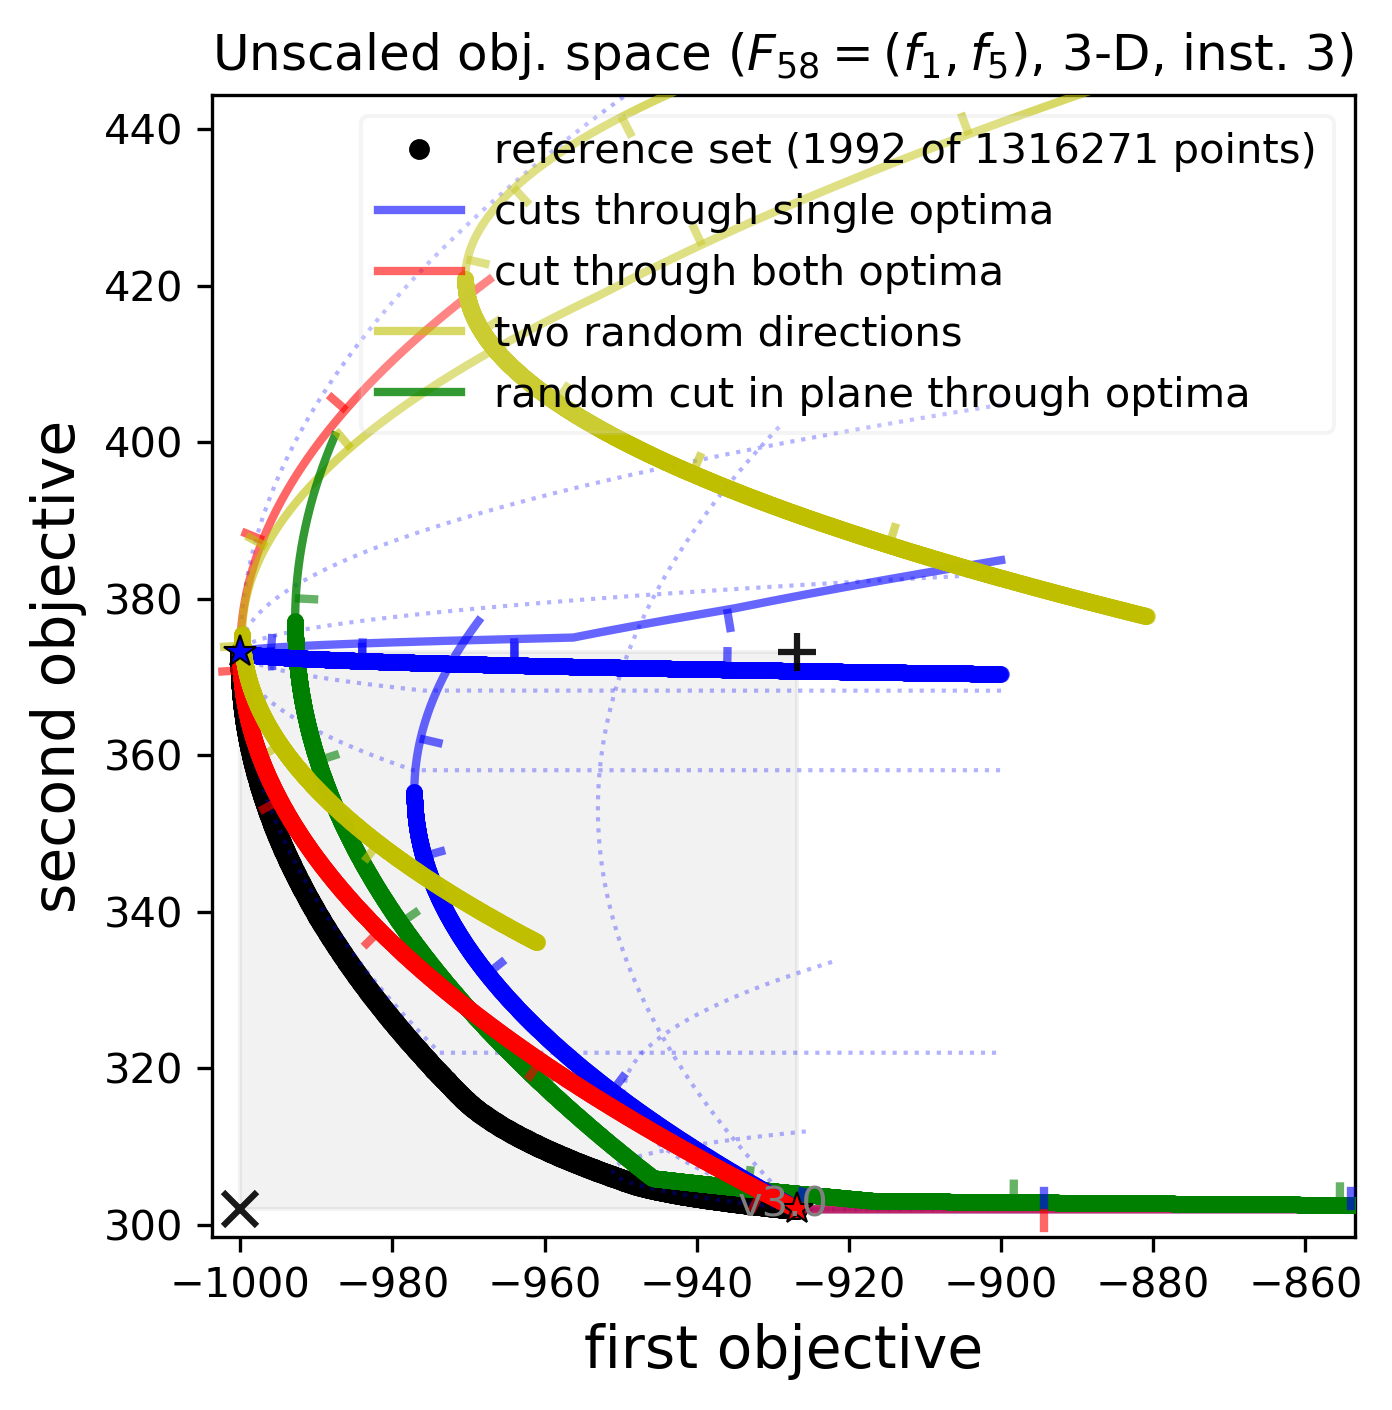 Unscaled obj. space (F58 = (f1, f5), 3-D, inst. 3)
reference set (1992 of 1316271 points)
cuts through single optima
cut through both optima
two random directions
random cut in plane through optima
440
420
400
380
360
340
320
300
second objective
v3.0
−1000
−980
−960
−940
−920
−900
−880
−860
first objective